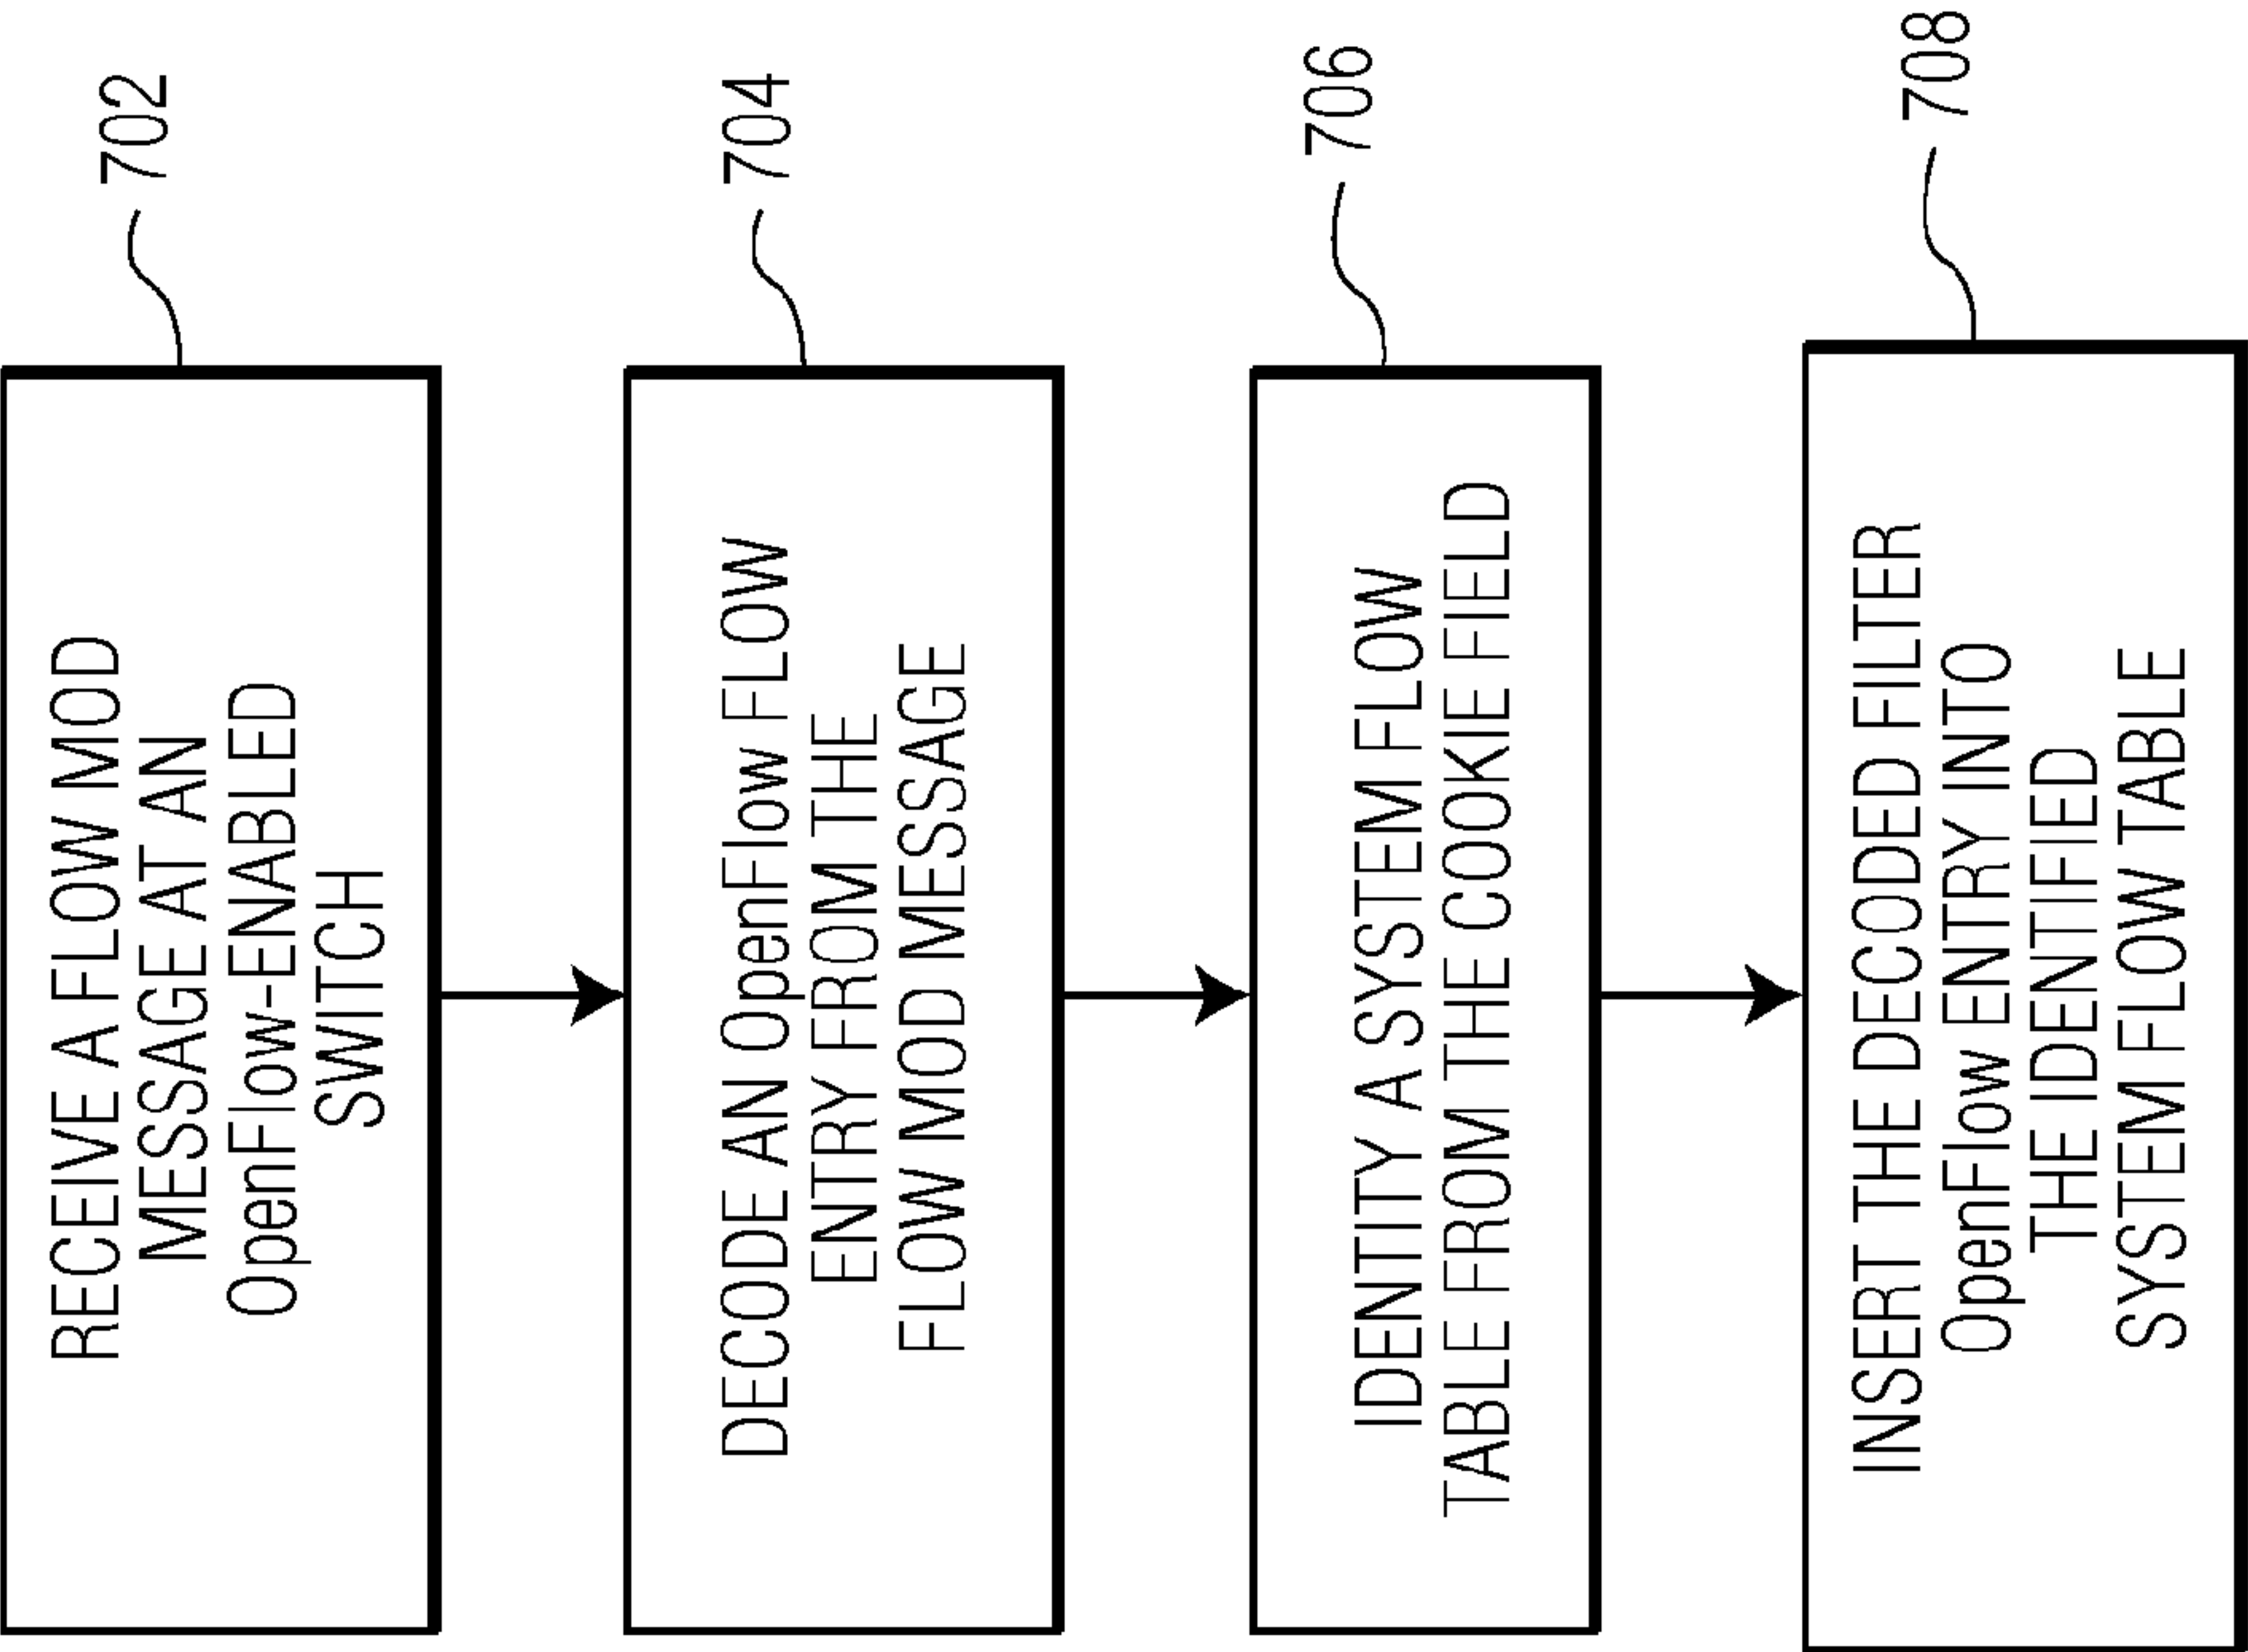 RECEIVE A FLOW MOD
MESSAGE AT AN
OpenFlow-ENABLED
SWITCH
702
DECODE AN OpenFlow FLOW
ENTRY FROM THE
FLOW MOD MESSAGE
704
IDENTITY A SYSTEM FLOW
TABLE FROM THE COOKIE FIELD
706
INSERT THE DECODED FILTER
OpenFlow ENTRY INTO
THE IDENTIFIED
SYSTEM FLOW TABLE
708